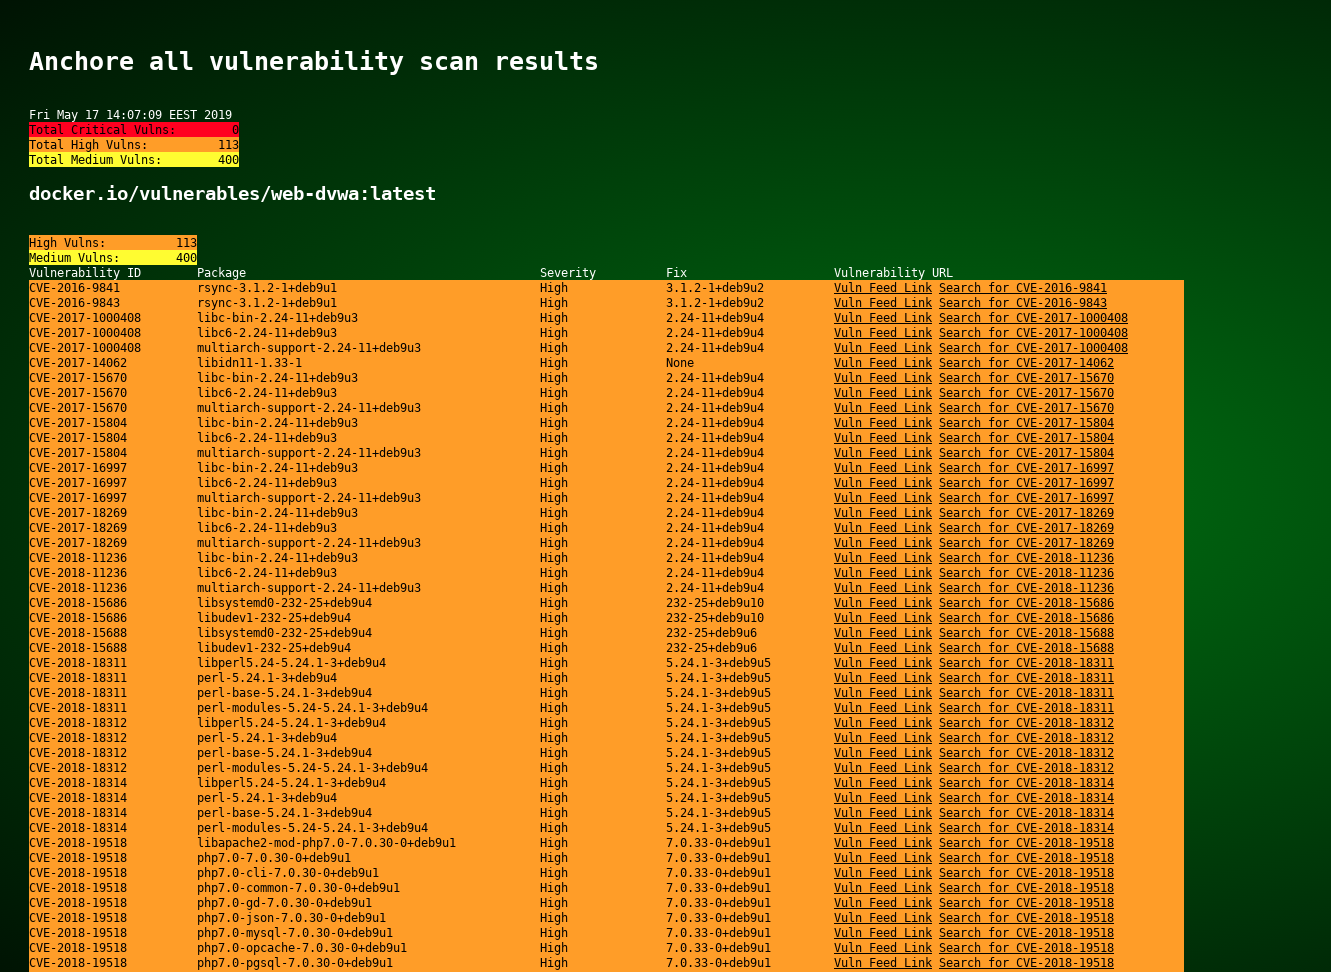 Anchore all vulnerability scan results
Fri May 17 14:07:09 EEST 2019
Total Critical Vulns: 0
Total High Vulns: 113
Total Medium Vulns: 400
docker.io/vulnerables/web-dvwa:latest
High Vulns: 113
Medium Vulns: 400
Vulnerability ID Package Severity Fix Vulnerability URL
CVE-2016-9841 rsync-3.1.2-1+deb9u1 High 3.1.2-1+deb9u2 Vuln Feed Link Search for CVE-2016-9841
CVE-2016-9843 rsync-3.1.2-1+deb9u1 High 3.1.2-1+deb9u2 Vuln Feed Link Search for CVE-2016-9843
CVE-2017-1000408 libc-bin-2.24-11+deb9u3 High 2.24-11+deb9u4 Vuln Feed Link Search for CVE-2017-1000408
CVE-2017-1000408 libc6-2.24-11+deb9u3 High 2.24-11+deb9u4 Vuln Feed Link Search for CVE-2017-1000408
CVE-2017-1000408 multiarch-support-2.24-11+deb9u3 High 2.24-11+deb9u4 Vuln Feed Link Search for CVE-2017-1000408
CVE-2017-14062 libidn11-1.33-1 High None Vuln Feed Link Search for CVE-2017-14062
CVE-2017-15670 libc-bin-2.24-11+deb9u3 High 2.24-11+deb9u4 Vuln Feed Link Search for CVE-2017-15670
CVE-2017-15670 libc6-2.24-11+deb9u3 High 2.24-11+deb9u4 Vuln Feed Link Search for CVE-2017-15670
CVE-2017-15670 multiarch-support-2.24-11+deb9u3 High 2.24-11+deb9u4 Vuln Feed Link Search for CVE-2017-15670
CVE-2017-15804 libc-bin-2.24-11+deb9u3 High 2.24-11+deb9u4 Vuln Feed Link Search for CVE-2017-15804
CVE-2017-15804 libc6-2.24-11+deb9u3 High 2.24-11+deb9u4 Vuln Feed Link Search for CVE-2017-15804
CVE-2017-15804 multiarch-support-2.24-11+deb9u3 High 2.24-11+deb9u4 Vuln Feed Link Search for CVE-2017-15804
CVE-2017-16997 libc-bin-2.24-11+deb9u3 High 2.24-11+deb9u4 Vuln Feed Link Search for CVE-2017-16997
CVE-2017-16997 libc6-2.24-11+deb9u3 High 2.24-11+deb9u4 Vuln Feed Link Search for CVE-2017-16997
CVE-2017-16997 multiarch-support-2.24-11+deb9u3 High 2.24-11+deb9u4 Vuln Feed Link Search for CVE-2017-16997
CVE-2017-18269 libc-bin-2.24-11+deb9u3 High 2.24-11+deb9u4 Vuln Feed Link Search for CVE-2017-18269
CVE-2017-18269 libc6-2.24-11+deb9u3 High 2.24-11+deb9u4 Vuln Feed Link Search for CVE-2017-18269
CVE-2017-18269 multiarch-support-2.24-11+deb9u3 High 2.24-11+deb9u4 Vuln Feed Link Search for CVE-2017-18269
CVE-2018-11236 libc-bin-2.24-11+deb9u3 High 2.24-11+deb9u4 Vuln Feed Link Search for CVE-2018-11236
CVE-2018-11236 libc6-2.24-11+deb9u3 High 2.24-11+deb9u4 Vuln Feed Link Search for CVE-2018-11236
CVE-2018-11236 multiarch-support-2.24-11+deb9u3 High 2.24-11+deb9u4 Vuln Feed Link Search for CVE-2018-11236
CVE-2018-15686 libsystemd0-232-25+deb9u4 High 232-25+deb9u10 Vuln Feed Link Search for CVE-2018-15686
CVE-2018-15686 libudev1-232-25+deb9u4 High 232-25+deb9u10 Vuln Feed Link Search for CVE-2018-15686
CVE-2018-15688 libsystemd0-232-25+deb9u4 High 232-25+deb9u6 Vuln Feed Link Search for CVE-2018-15688
CVE-2018-15688 libudev1-232-25+deb9u4 High 232-25+deb9u6 Vuln Feed Link Search for CVE-2018-15688
CVE-2018-18311 libperl5.24-5.24.1-3+deb9u4 High 5.24.1-3+deb9u5 Vuln Feed Link Search for CVE-2018-18311
CVE-2018-18311 perl-5.24.1-3+deb9u4 High 5.24.1-3+deb9u5 Vuln Feed Link Search for CVE-2018-18311
CVE-2018-18311 perl-base-5.24.1-3+deb9u4 High 5.24.1-3+deb9u5 Vuln Feed Link Search for CVE-2018-18311
CVE-2018-18311 perl-modules-5.24-5.24.1-3+deb9u4 High 5.24.1-3+deb9u5 Vuln Feed Link Search for CVE-2018-18311
CVE-2018-18312 libperl5.24-5.24.1-3+deb9u4 High 5.24.1-3+deb9u5 Vuln Feed Link Search for CVE-2018-18312
CVE-2018-18312 perl-5.24.1-3+deb9u4 High 5.24.1-3+deb9u5 Vuln Feed Link Search for CVE-2018-18312
CVE-2018-18312 perl-base-5.24.1-3+deb9u4 High 5.24.1-3+deb9u5 Vuln Feed Link Search for CVE-2018-18312
CVE-2018-18312 perl-modules-5.24-5.24.1-3+deb9u4 High 5.24.1-3+deb9u5 Vuln Feed Link Search for CVE-2018-18312
CVE-2018-18314 libperl5.24-5.24.1-3+deb9u4 High 5.24.1-3+deb9u5 Vuln Feed Link Search for CVE-2018-18314
CVE-2018-18314 perl-5.24.1-3+deb9u4 High 5.24.1-3+deb9u5 Vuln Feed Link Search for CVE-2018-18314
CVE-2018-18314 perl-base-5.24.1-3+deb9u4 High 5.24.1-3+deb9u5 Vuln Feed Link Search for CVE-2018-18314
CVE-2018-18314 perl-modules-5.24-5.24.1-3+deb9u4 High 5.24.1-3+deb9u5 Vuln Feed Link Search for CVE-2018-18314
CVE-2018-19518 libapache2-mod-php7.0-7.0.30-0+deb9u1 High 7.0.33-0+deb9u1 Vuln Feed Link Search for CVE-2018-19518
CVE-2018-19518 php7.0-7.0.30-0+deb9u1 High 7.0.33-0+deb9u1 Vuln Feed Link Search for CVE-2018-19518
CVE-2018-19518 php7.0-cli-7.0.30-0+deb9u1 High 7.0.33-0+deb9u1 Vuln Feed Link Search for CVE-2018-19518
CVE-2018-19518 php7.0-common-7.0.30-0+deb9u1 High 7.0.33-0+deb9u1 Vuln Feed Link Search for CVE-2018-19518
CVE-2018-19518 php7.0-gd-7.0.30-0+deb9u1 High 7.0.33-0+deb9u1 Vuln Feed Link Search for CVE-2018-19518
CVE-2018-19518 php7.0-json-7.0.30-0+deb9u1 High 7.0.33-0+deb9u1 Vuln Feed Link Search for CVE-2018-19518
CVE-2018-19518 php7.0-mysql-7.0.30-0+deb9u1 High 7.0.33-0+deb9u1 Vuln Feed Link Search for CVE-2018-19518
CVE-2018-19518 php7.0-opcache-7.0.30-0+deb9u1 High 7.0.33-0+deb9u1 Vuln Feed Link Search for CVE-2018-19518
CVE-2018-19518 php7.0-pgsql-7.0.30-0+deb9u1 High 7.0.33-0+deb9u1 Vuln Feed Link Search for CVE-2018-19518